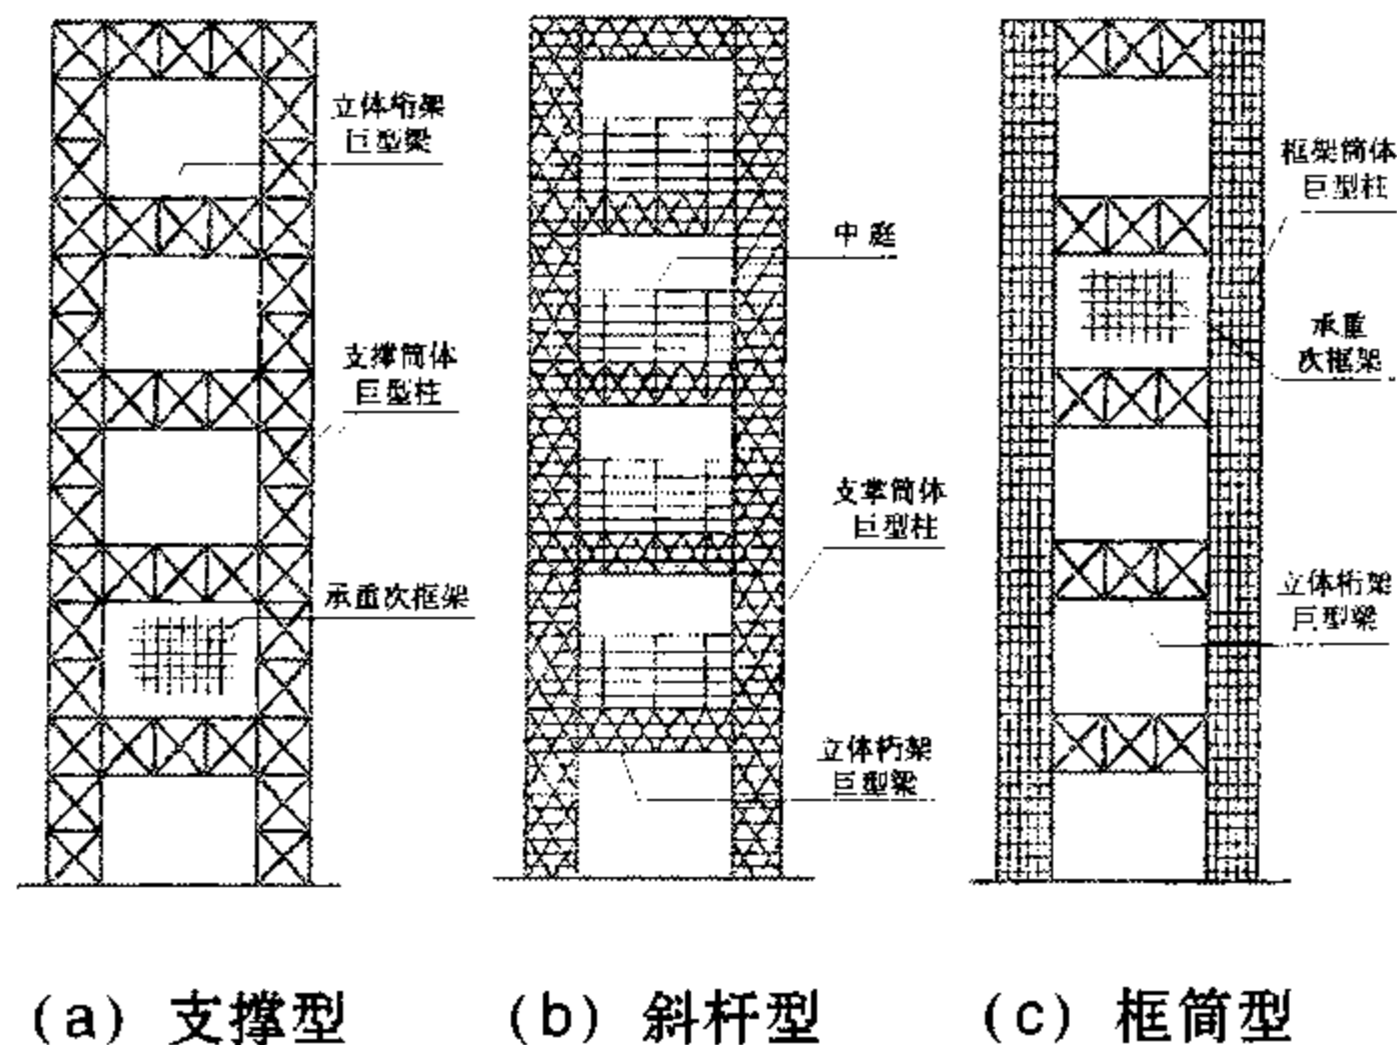 立体桁架
巨型梁
支撑筒体
巨型柱
承重次框架
中庭
支撑筒体
巨型柱
立体桁架
巨型梁
框架筒体
巨型柱
承重
次框架
立体桁架
巨型梁
(a) 支撑型
(b) 斜杆型
(c) 框筒型